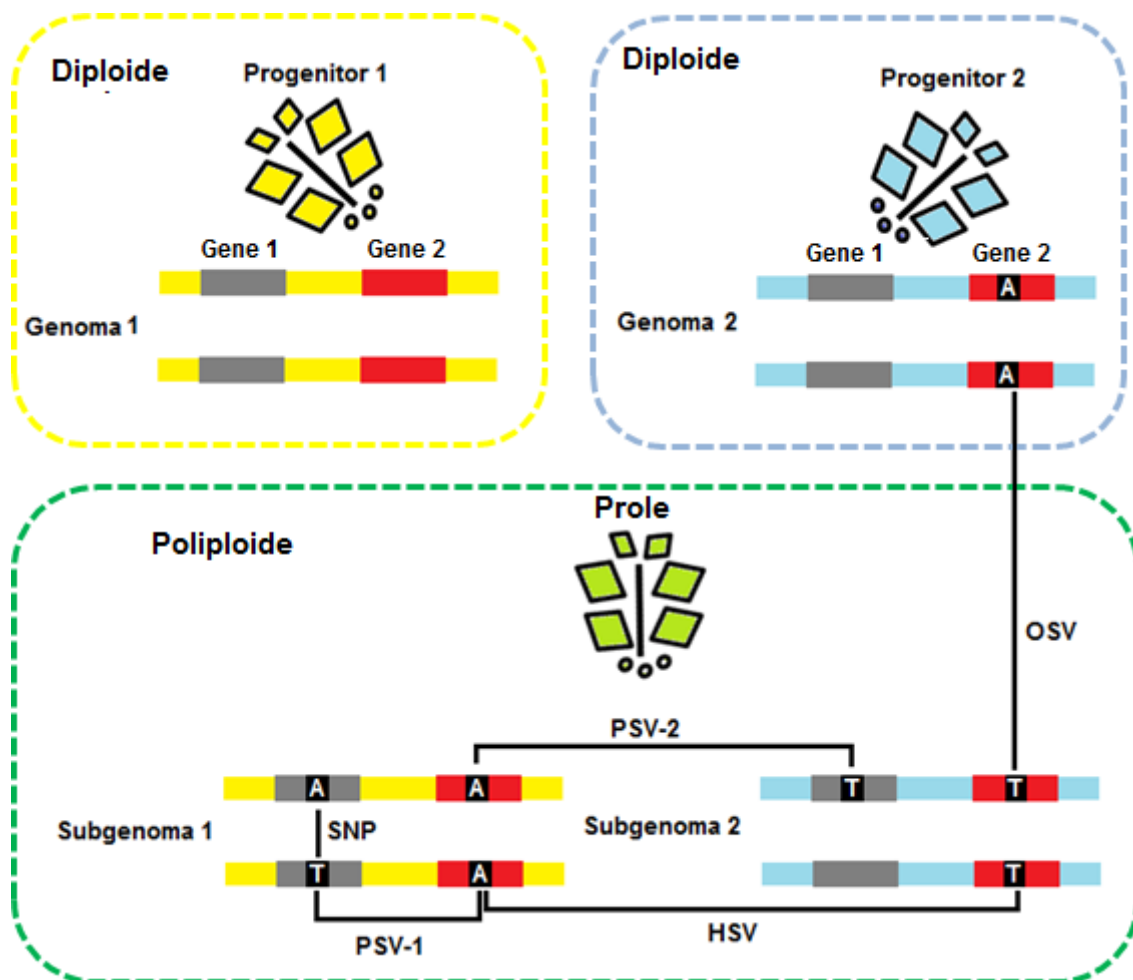 Diploide
Progenitor 1
Gene 1 Gene 2
Genoma 1
Diploide
Progenitor 2
Gene 1 Gene 2
A
Genoma 2
A
Prole
Poliploide
OSV
PSV-2
A A T T
Subgenoma 1 SNP Subgenoma 2
T A T
PSV-1 HSV